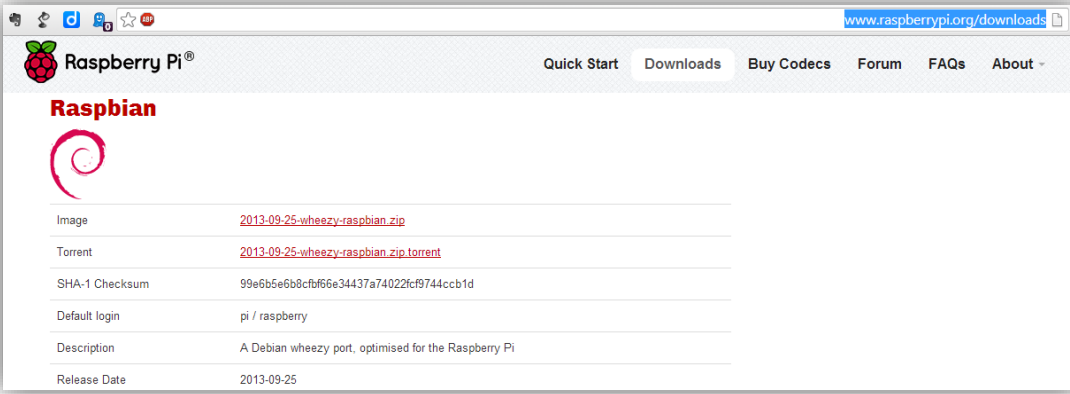 www.raspberrypi.org/downloads
Raspberry Pi®
Quick Start Downloads Buy Codecs Forum FAQs About
Raspbian
Image 2013-09-25-wheezy-raspbian.zip
Torrent 2013-09-25-wheezy-raspbian.zip.torrent
SHA-1 Checksum 99e6b5e6b8cfbf66e34437a74022fcf9744ccb1d
Default login pi / raspberry
Description A Debian wheezy port, optimised for the Raspberry Pi
Release Date 2013-09-25